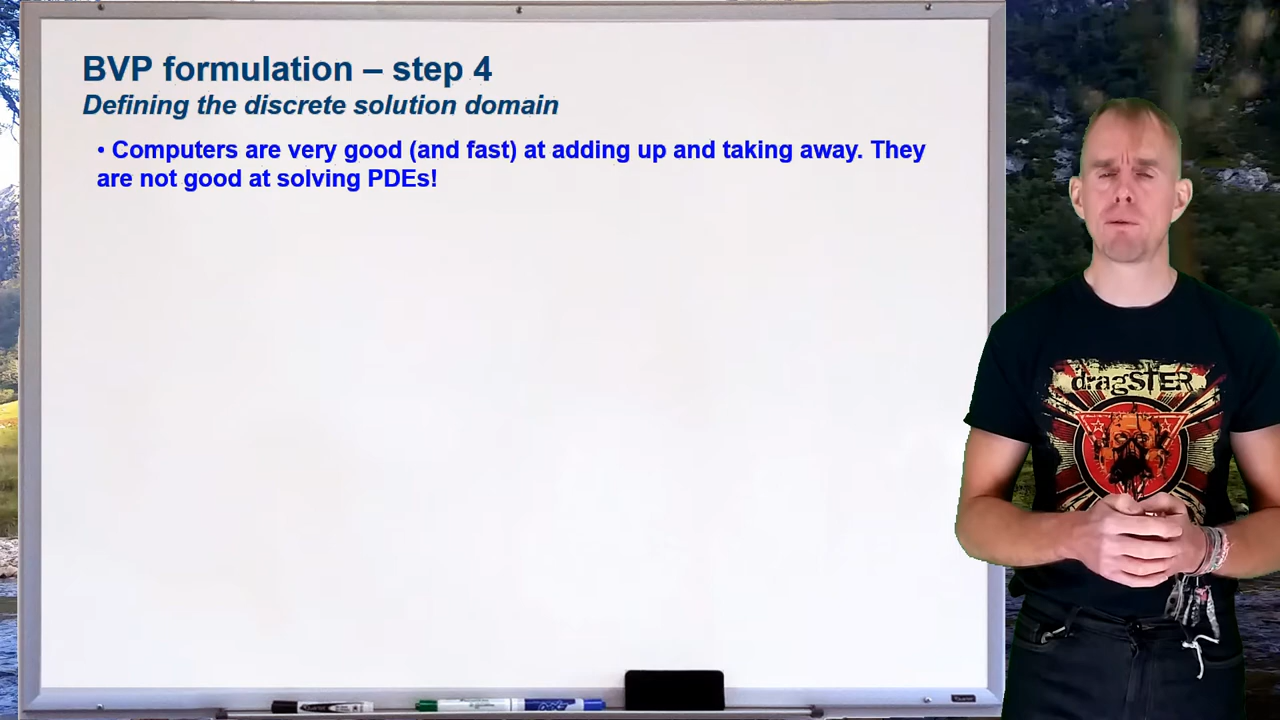 BVP formulation – step 4
Defining the discrete solution domain
• Computers are very good (and fast) at adding up and taking away. They
are not good at solving PDEs!
dragSTER